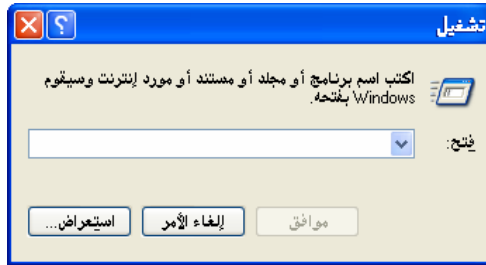 تشغيل
اكتب اسم برنامج أو مجلد أو مستند أو مورد إنترنت وسيقوم
Windows بفتحه.
فتح:
موافق
إلغاء الأمر
استعراض...